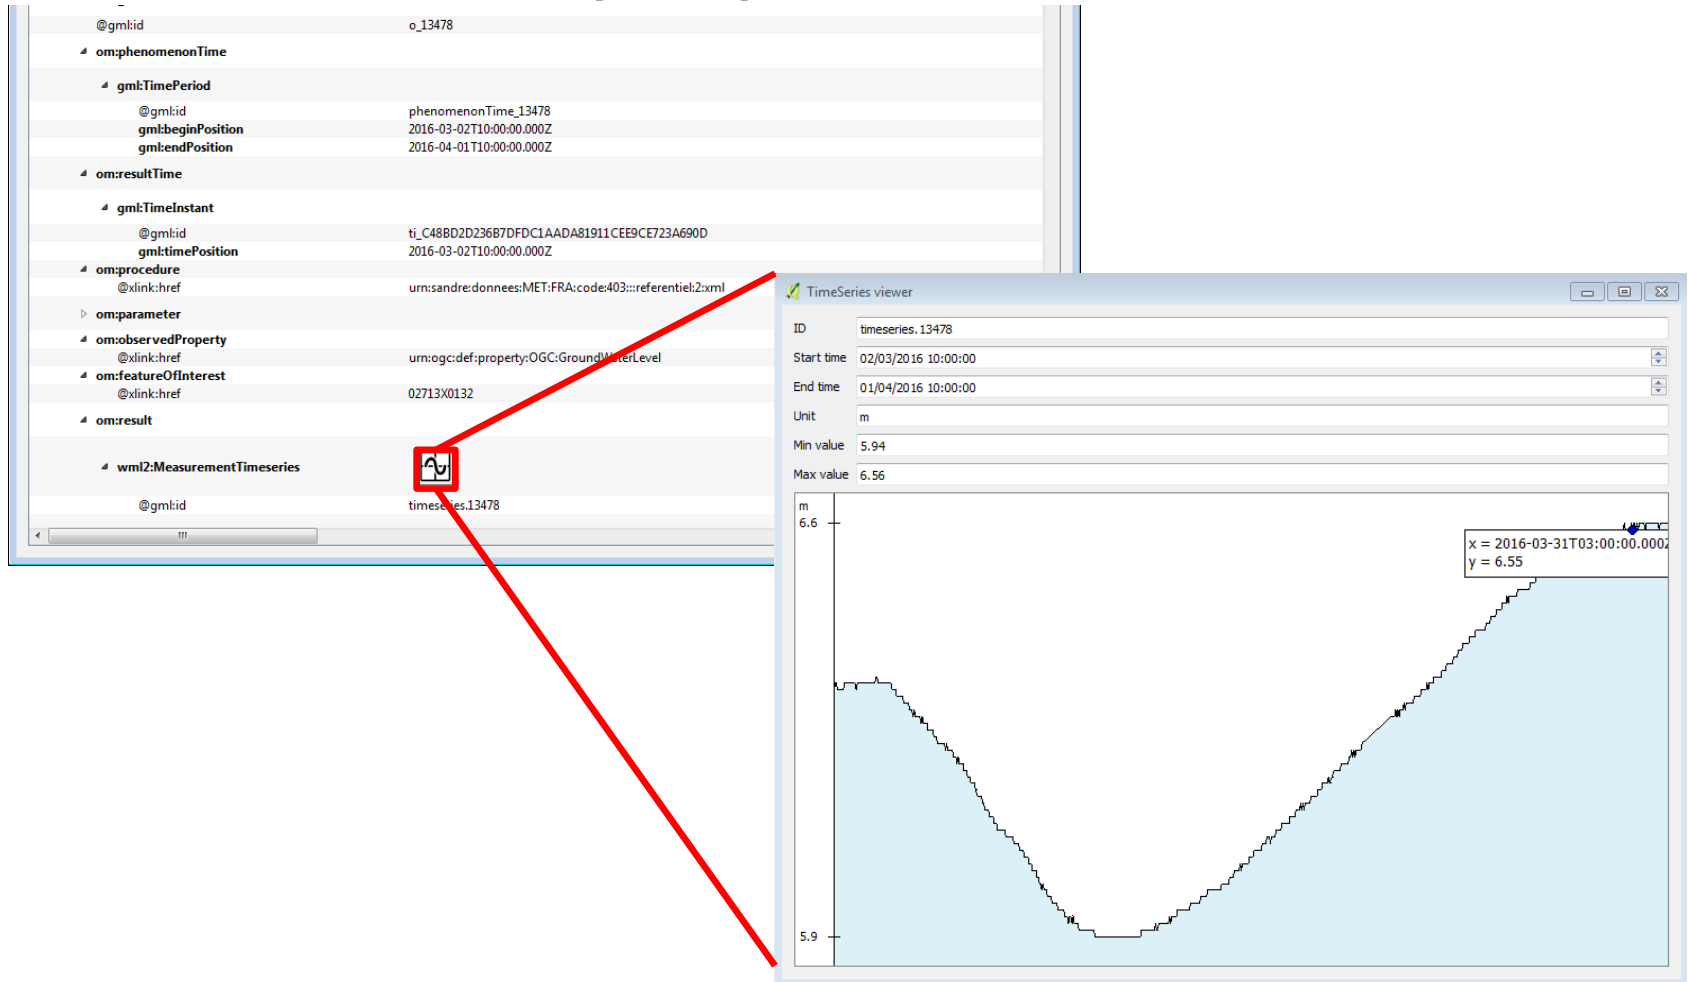 @gml:id o_13478
om:phenomenonTime
gml:TimePeriod
@gml:id phenomenonTime_13478
gml:beginPosition 2016-03-02T10:00:00.000Z
gml:endPosition 2016-04-01T10:00:00.000Z
om:resultTime
gml:TimeInstant
@gml:id ti_C48BD2D236B7DFDC1AADA81911CEE9CE723A690D
gml:timePosition 2016-03-02T10:00:00.000Z
om:procedure
@xlink:href urn:sandre:donnees:MET:FRA:code:403:::referentiel:2:xml
om:parameter
om:observedProperty
@xlink:href urn:ogc:def:property:OGC:GroundWaterLevel
om:featureOfInterest
@xlink:href 02713X0132
om:result
wml2:MeasurementTimeseries
@gml:id timeseries.13478
TimeSeries viewer
ID timeseries.13478
Start time 02/03/2016 10:00:00
End time 01/04/2016 10:00:00
Unit m
Min value 5.94
Max value 6.56
m
6.6
x = 2016-03-31T03:00:00.000Z
y = 6.55
5.9